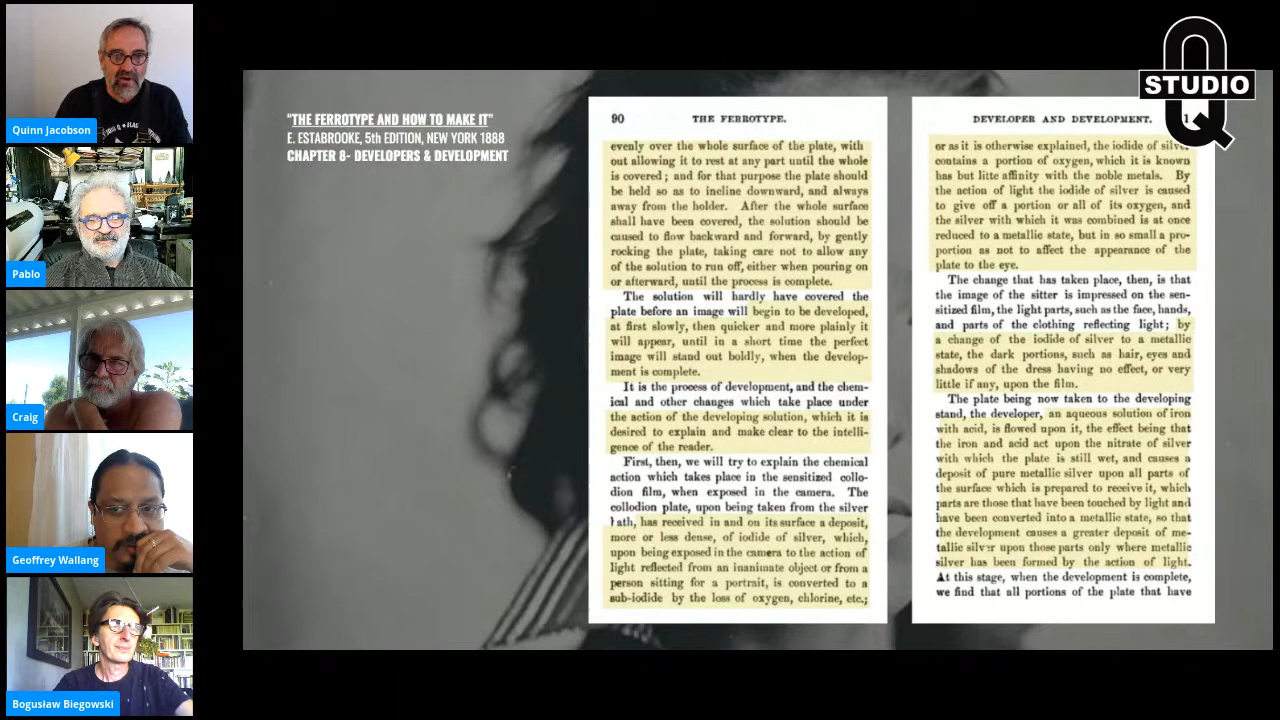 Quinn Jacobson
Pablo
Craig
Geoffrey Wallang
Bogusław Biegowski
STUDIO
Q
"THE FERROTYPE AND HOW TO MAKE IT"
E. ESTABROOKE, 5th EDITION, NEW YORK 1888
CHAPTER 8- DEVELOPERS & DEVELOPMENT
90 THE FERROTYPE.
evenly over the whole surface of the plate, with
out allowing it to rest at any part until the whole
is covered; and for that purpose the plate should
be held so as to incline downward, and always
away from the holder. After the whole surface
shall have been covered, the solution should be
caused to flow backward and forward, by gently
rocking the plate, taking care not to allow any
of the solution to run off, either when pouring on
or afterward, until the process is complete.
The solution will hardly have covered the
plate before an image will begin to be developed,
at first slowly, then quicker and more plainly it
will appear, until in a short time the perfect
image will stand out boldly, when the develop-
ment is complete.
It is the process of development, and the chem-
ical and other changes which take place under
the action of the developing solution, which it is
desired to explain and make clear to the intelli-
gence of the reader.
First, then, we will try to explain the chemical
action which takes place in the sensitized collo-
dion film, when exposed in the camera. The
collodion plate, upon being taken from the silver
bath, has received in and on its surface a deposit,
more or less dense, of iodide of silver, which,
upon being exposed in the camera to the action of
light reflected from an inanimate object or from a
person sitting for a portrait, is converted to a
sub-iodide by the loss of oxygen, chlorine, etc.;
DEVELOPER AND DEVELOPMENT.
or as it is otherwise explained, the iodide of silver
contains a portion of oxygen, which it is known
has but litte affinity with the noble metals. By
the action of light the iodide of silver is caused
to give off a portion or all of its oxygen, and
the silver with which it was combined is at once
reduced to a metallic state, but in so small a pro-
portion as not to affect the appearance of the
plate to the eye.
The change that has taken place, then, is that
the image of the sitter is impressed on the sen-
sitized film, the light parts, such as the face, hands,
and parts of the clothing reflecting light; by
a change of the iodide of silver to a metallic
state, the dark portions, such as hair, eyes and
shadows of the dress having no effect, or very
little if any, upon the film.
The plate being now taken to the developing
stand, the developer, an aqueous solution of iron
with acid, is flowed upon it, the effect being that
the iron and acid act upon the nitrate of silver
with which the plate is still wet, and causes a
deposit of pure metallic silver upon all parts of
the surface which is prepared to receive it, which
parts are those that have been touched by light and
have been converted into a metallic state, so that
the development causes a greater deposit of me-
tallic silver upon those parts only where metallic
silver has been formed by the action of light.
At this stage, when the development is complete,
we find that all portions of the plate that have